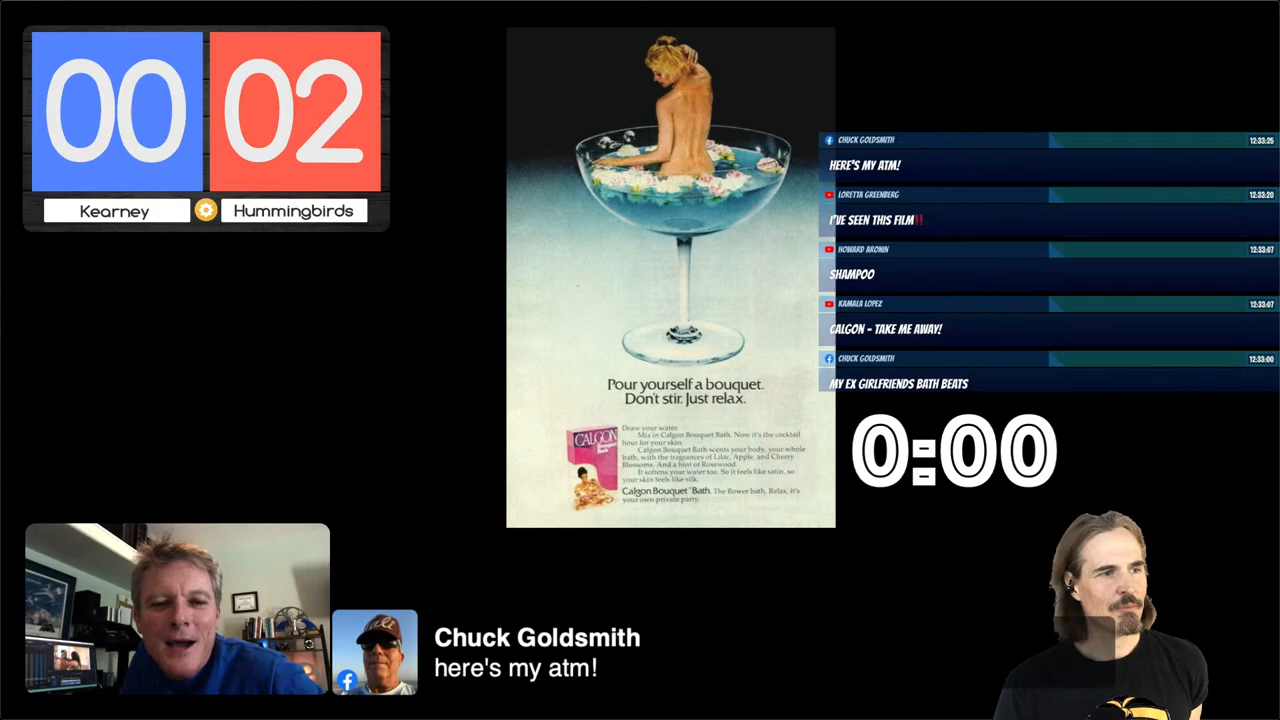 00
02
Kearney
Hummingbirds
Pour yourself a bouquet.
Don't stir. Just relax.
CALGON
Draw your water.
Mix in Calgon Bouquet Bath. Now it's the cocktail
hour for your skin.
Calgon Bouquet Bath scents your body, your whole
bath, with the fragrances of Lilac, Apple, and Cherry
Blossoms. And a hint of Rosewood.
It softens your water too. So it feels like satin, so
your skin feels like silk.
Calgon Bouquet Bath. The flower bath. Relax, it's
your own private party.
CHUCK GOLDSMITH
12:33:25
HERE'S MY ATM!
LORETTA GREENBERG
12:33:20
I'VE SEEN THIS FILM‼️
HOWARD ARONIN
12:33:07
SHAMPOO
KAMALA LOPEZ
12:33:07
CALGON - TAKE ME AWAY!
CHUCK GOLDSMITH
12:33:00
MY EX GIRLFRIENDS BATH BEATS
0:00
Chuck Goldsmith
here's my atm!